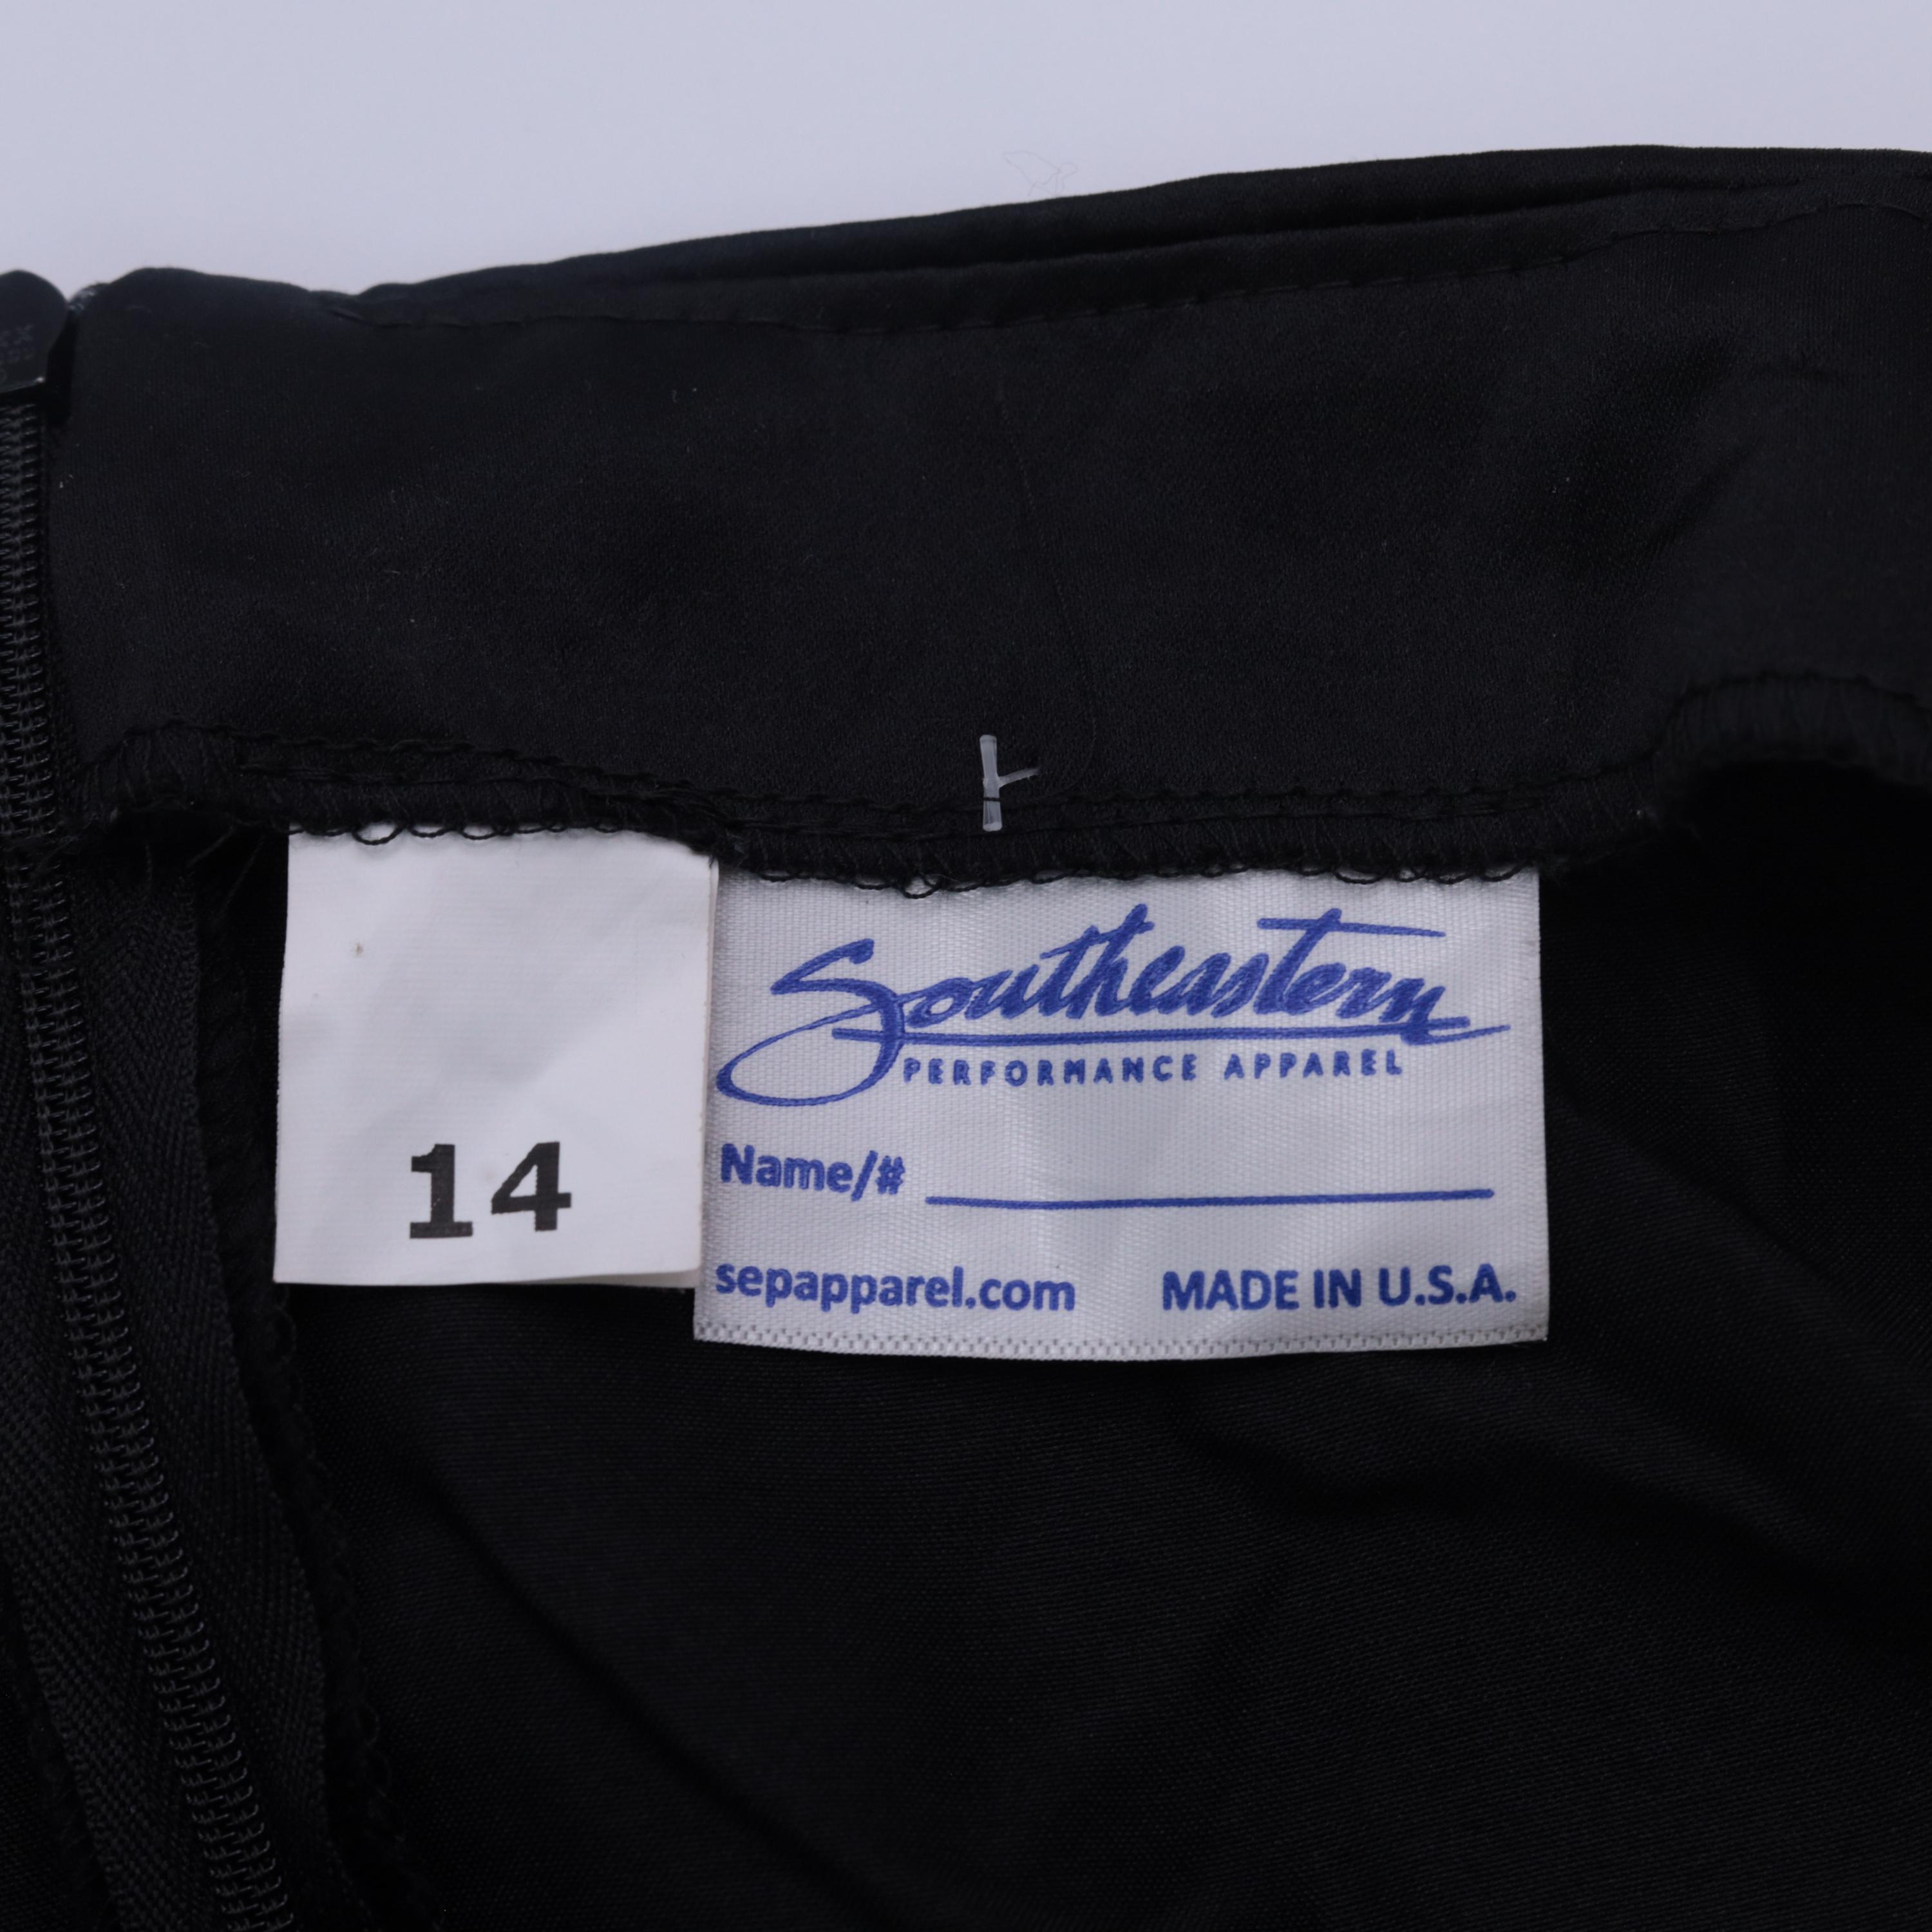 14
Southeastern
PERFORMANCE APPAREL
Name/#
sepapparel.com MADE IN U.S.A.